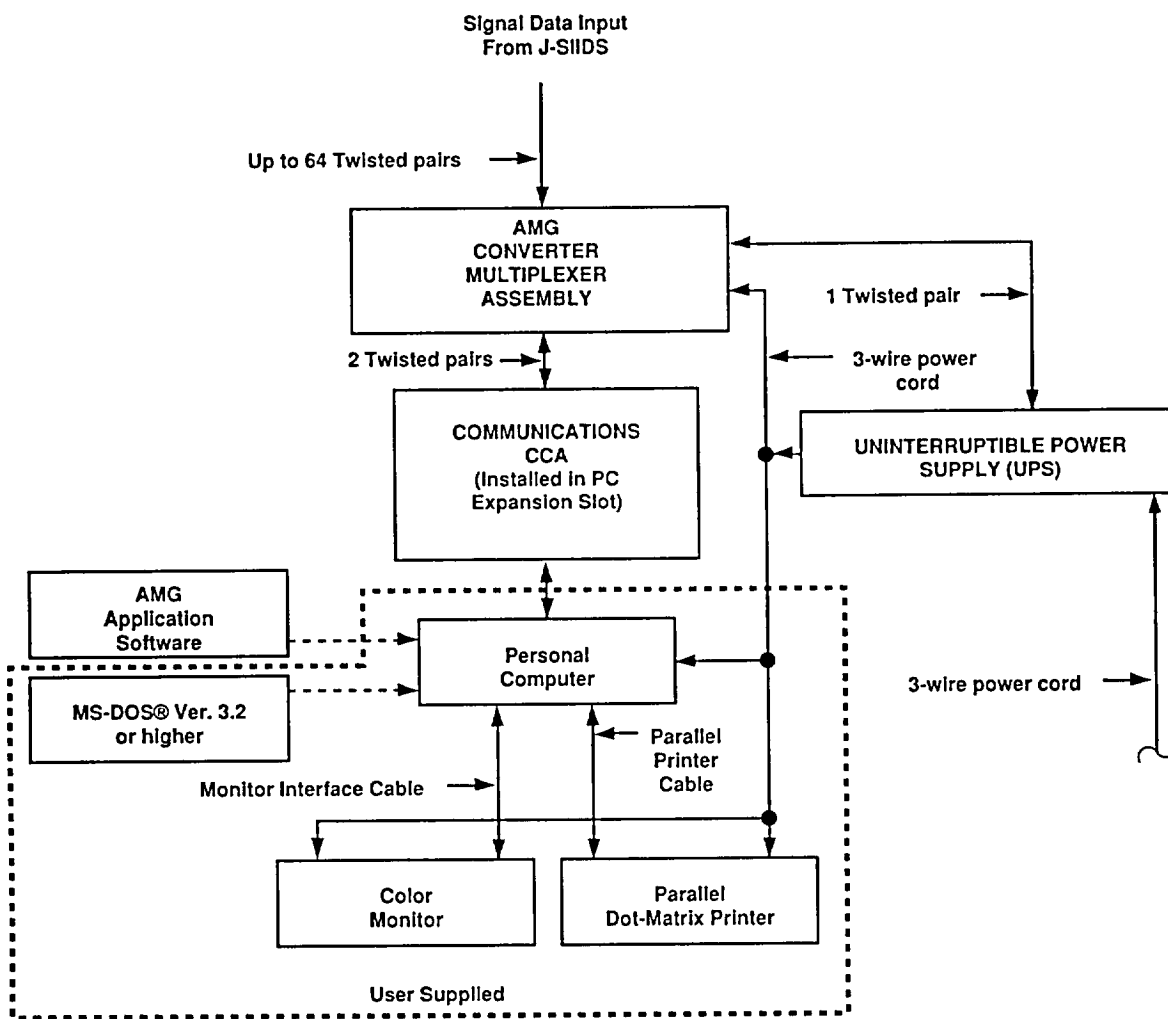 Signal Data Input
From J-SIIDS
Up to 64 Twisted pairs
AMG
CONVERTER
MULTIPLEXER
ASSEMBLY
1 Twisted pair
2 Twisted pairs
3-wire power
cord
COMMUNICATIONS
CCA
(Installed in PC
Expansion Slot)
UNINTERRUPTIBLE POWER
SUPPLY (UPS)
AMG
Application
Software
Personal
Computer
MS-DOS® Ver. 3.2
or higher
3-wire power cord
Parallel
Printer
Cable
Monitor Interface Cable
Color
Monitor
Parallel
Dot-Matrix Printer
User Supplied